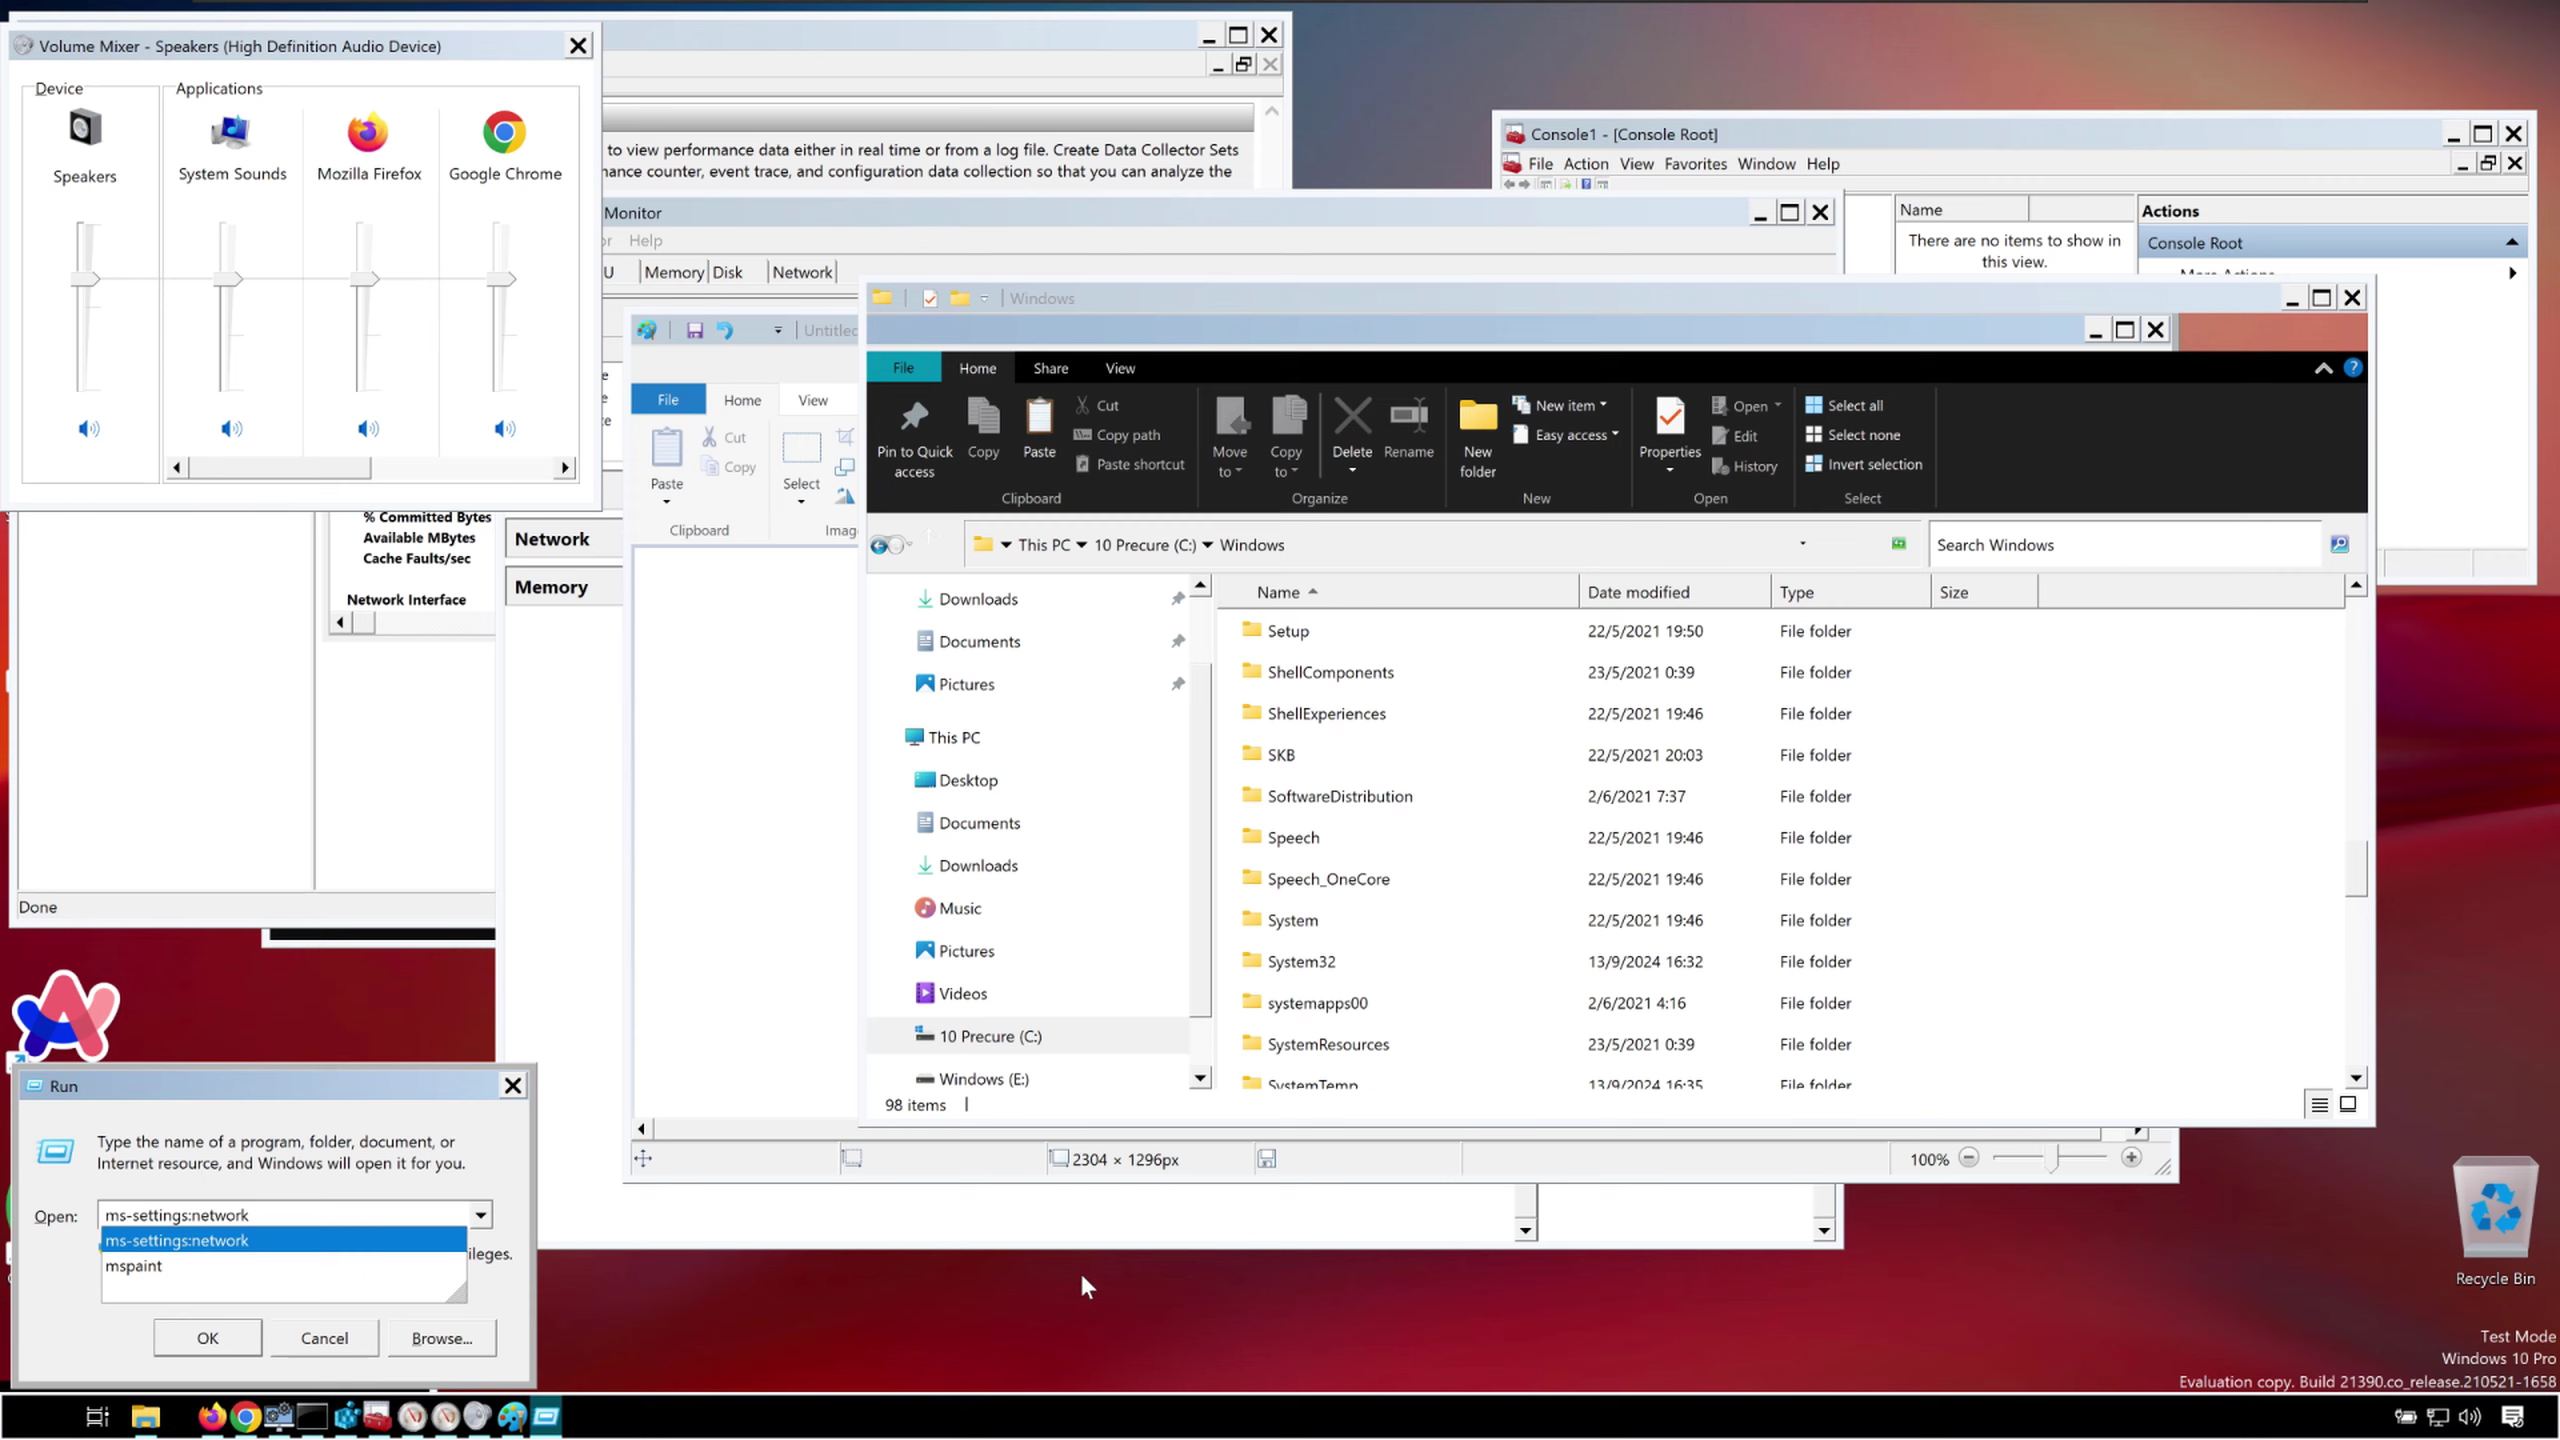 Volume Mixer - Speakers (High Definition Audio Device)
Device
Applications
Speakers
System Sounds
Mozilla Firefox
Google Chrome
to view performance data either in real time or from a log file. Create Data Collector Sets
nance counter, event trace, and configuration data collection so that you can analyze the
Console1 - [Console Root]
File Action View Favorites Window Help
Name
There are no items to show in
this view.
Actions
Console Root
Monitor
Help
U
Memory
Disk
Network
% Committed Bytes
Available MBytes
Cache Faults/sec
Network Interface
Network
Memory
Done
Untitled
File
Home
View
Paste
Cut
Copy
Select
Clipboard
Imag
Windows
File
Home
Share
View
Pin to Quick
access
Copy
Paste
Cut
Copy path
Paste shortcut
Clipboard
Move
to
Copy
to
Delete
Rename
Organize
New
folder
New item
Easy access
New
Properties
Open
Edit
History
Open
Select all
Select none
Invert selection
Select
This PC 10 Precure (C:) Windows
Search Windows
Downloads
Documents
Pictures
This PC
Desktop
Documents
Downloads
Music
Pictures
Videos
10 Precure (C:)
Windows (E:)
Name Date modified Type Size
Setup 22/5/2021 19:50 File folder
ShellComponents 23/5/2021 0:39 File folder
ShellExperiences 22/5/2021 19:46 File folder
SKB 22/5/2021 20:03 File folder
SoftwareDistribution 2/6/2021 7:37 File folder
Speech 22/5/2021 19:46 File folder
Speech_OneCore 22/5/2021 19:46 File folder
System 22/5/2021 19:46 File folder
System32 13/9/2024 16:32 File folder
systemapps00 2/6/2021 4:16 File folder
SystemResources 23/5/2021 0:39 File folder
SystemTemp 13/9/2024 16:35 File folder
98 items
2304 × 1296px
100%
Run
Type the name of a program, folder, document, or
Internet resource, and Windows will open it for you.
Open:
ms-settings:network
ms-settings:network
ileges.
mspaint
OK
Cancel
Browse...
Recycle Bin
Test Mode
Windows 10 Pro
Evaluation copy. Build 21390.co_release.210521-1658